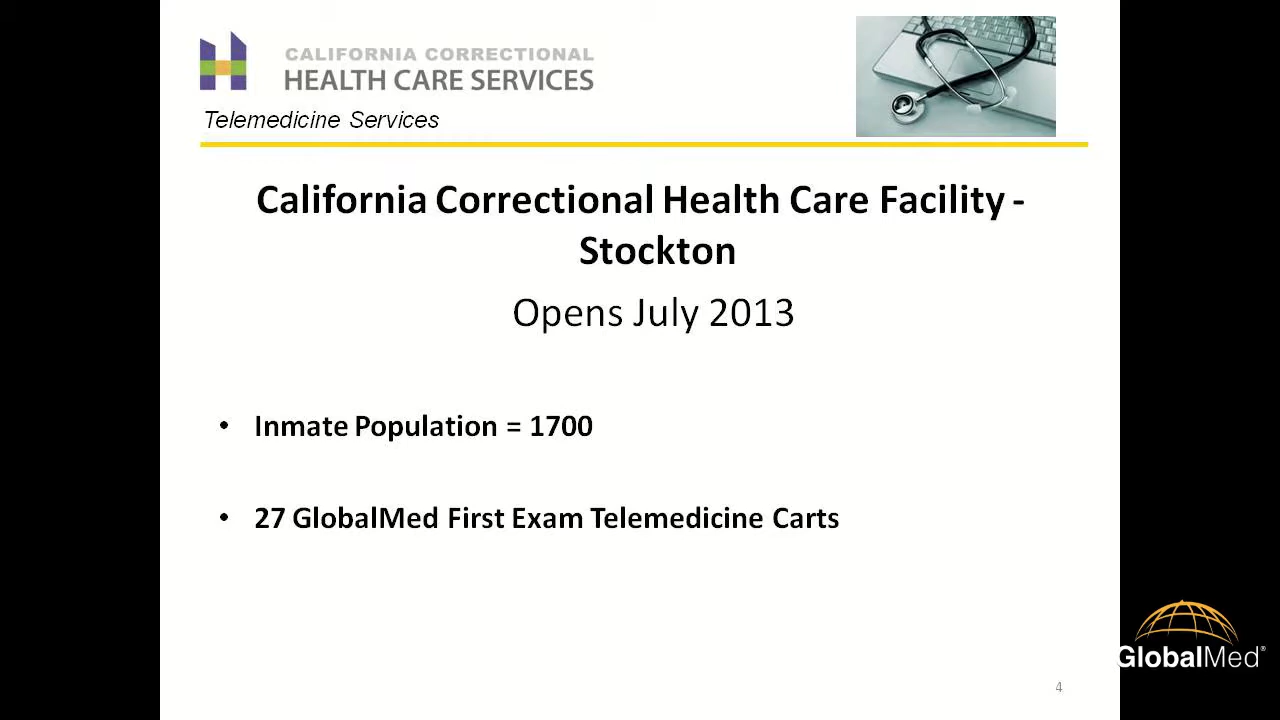 CALIFORNIA CORRECTIONAL
HEALTH CARE SERVICES
Telemedicine Services
California Correctional Health Care Facility -
Stockton
Opens July 2013
• Inmate Population = 1700
• 27 GlobalMed First Exam Telemedicine Carts
GlobalMed®
4